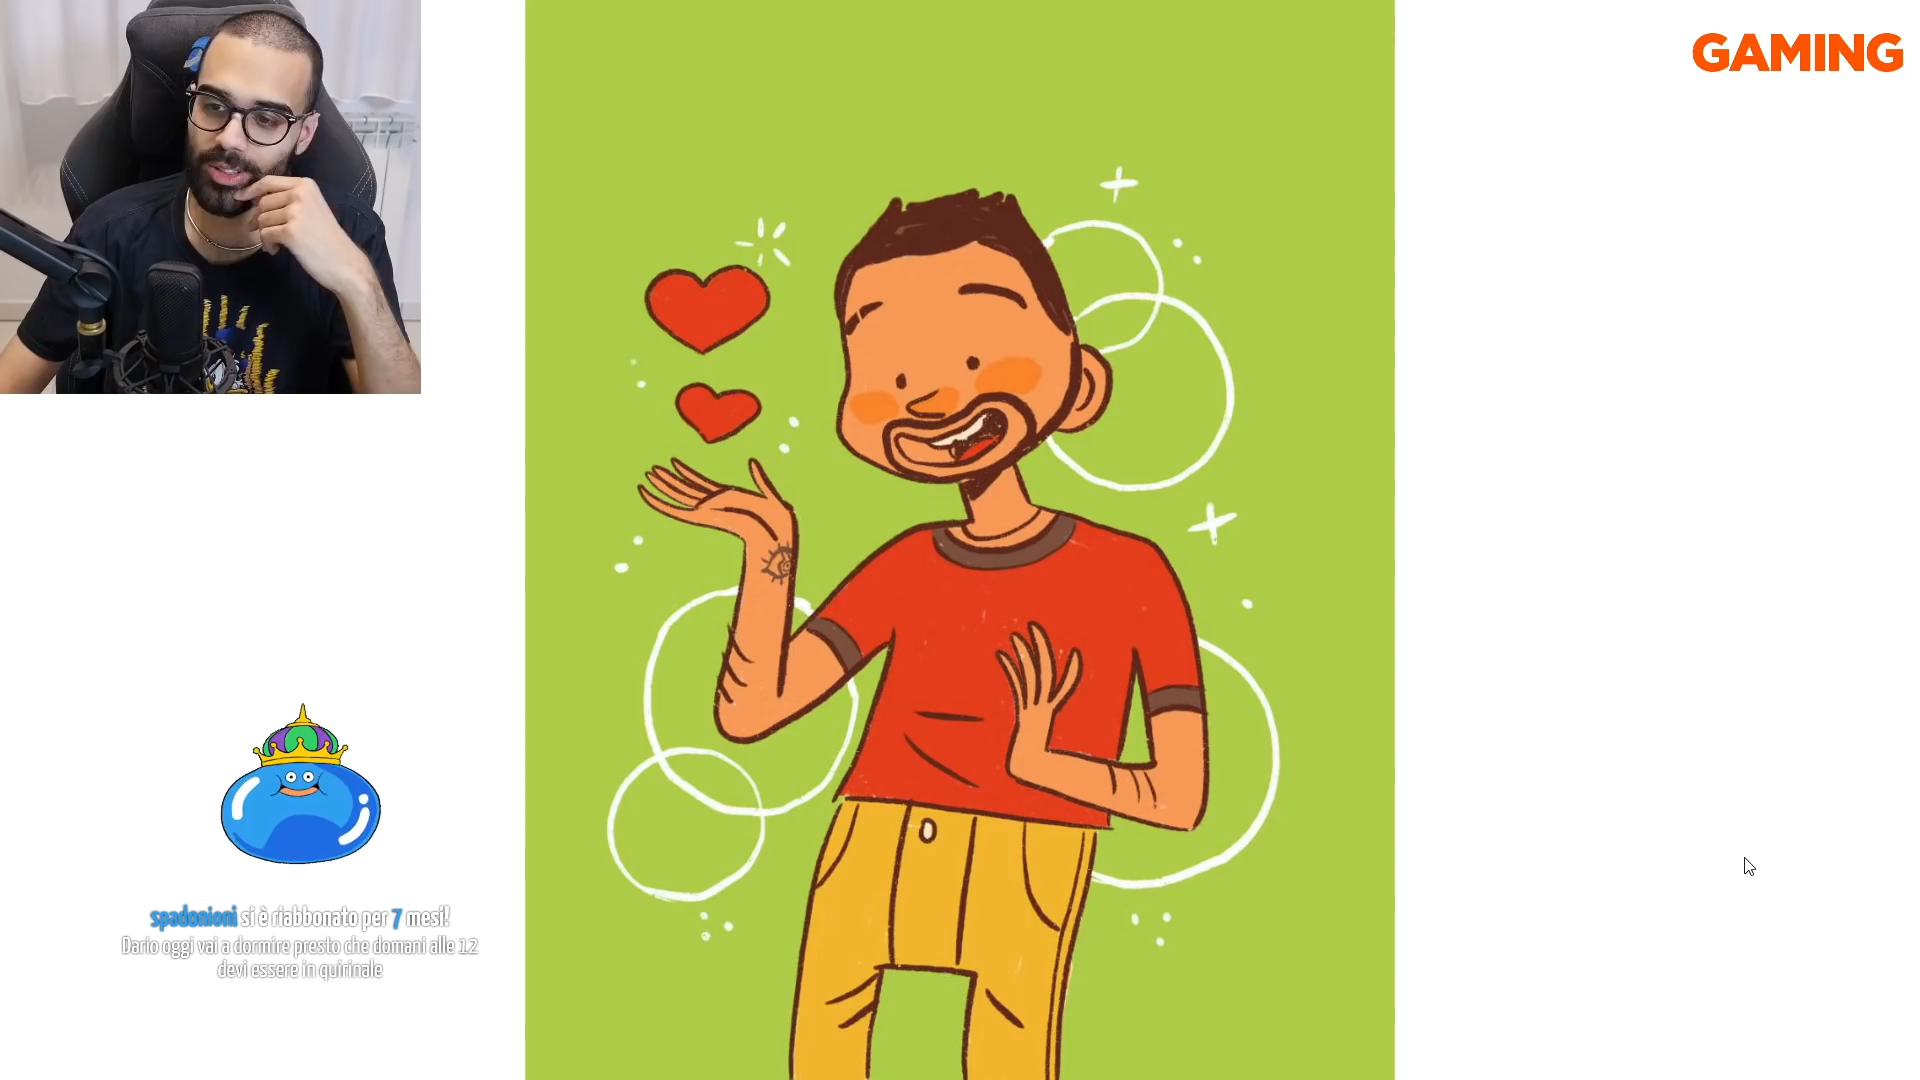 GAMING
spadonioni si è riabbonato per 7 mesi!
Dario oggi vai a dormire presto che domani alle 12
devi essere in quirinale